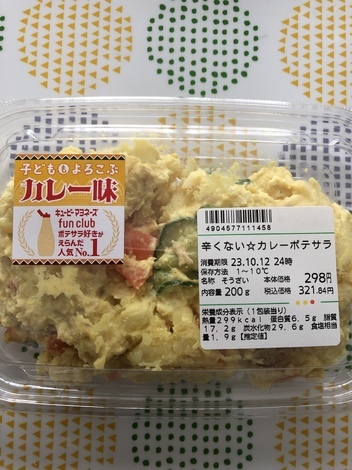 子どももよろこぶ
カレー味
キユーピーマヨネーズ
fun club
ポテサラ好きが
えらんだ
人気No.1
4904577111458
辛くない☆カレーポテサラ
消費期限 23.10.12 24時
保存方法 1～10℃
名称 そうざい 本体価格 298円
内容量 200g 税込価格 321.84円
栄養成分表示(1包装当り)
熱量299kcal 蛋白質6.5g 脂質
17.2g 炭水化物29.6g 食塩相当
量1.9g[推定値]